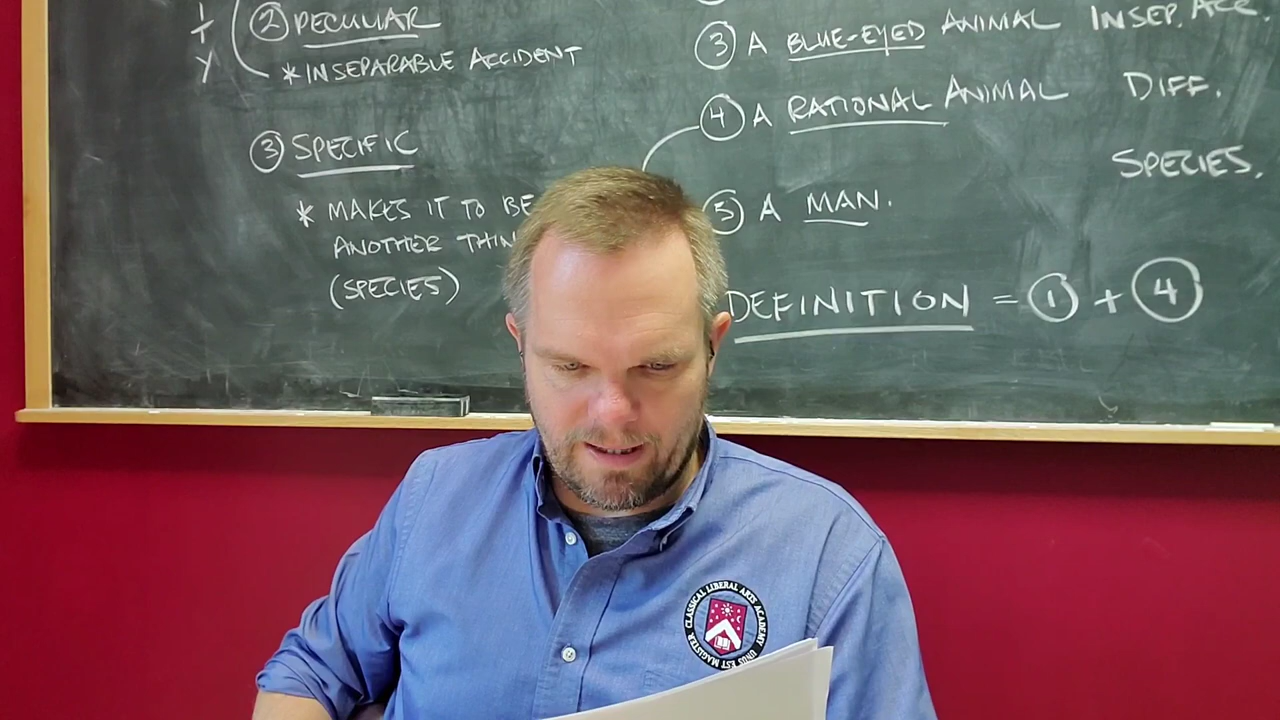 T
Y
② PECULIAR
* INSEPARABLE ACCIDENT
③ SPECIFIC
* MAKES IT TO BE
ANOTHER THIN
(SPECIES)
③ A BLUE-EYED ANIMAL INSEP. ACC.
④ A RATIONAL ANIMAL DIFF.
SPECIES.
⑤ A MAN.
DEFINITION = ① + ④
CLASSICAL LIBERAL ARTS ACADEMY
UNUS EST MAGISTER